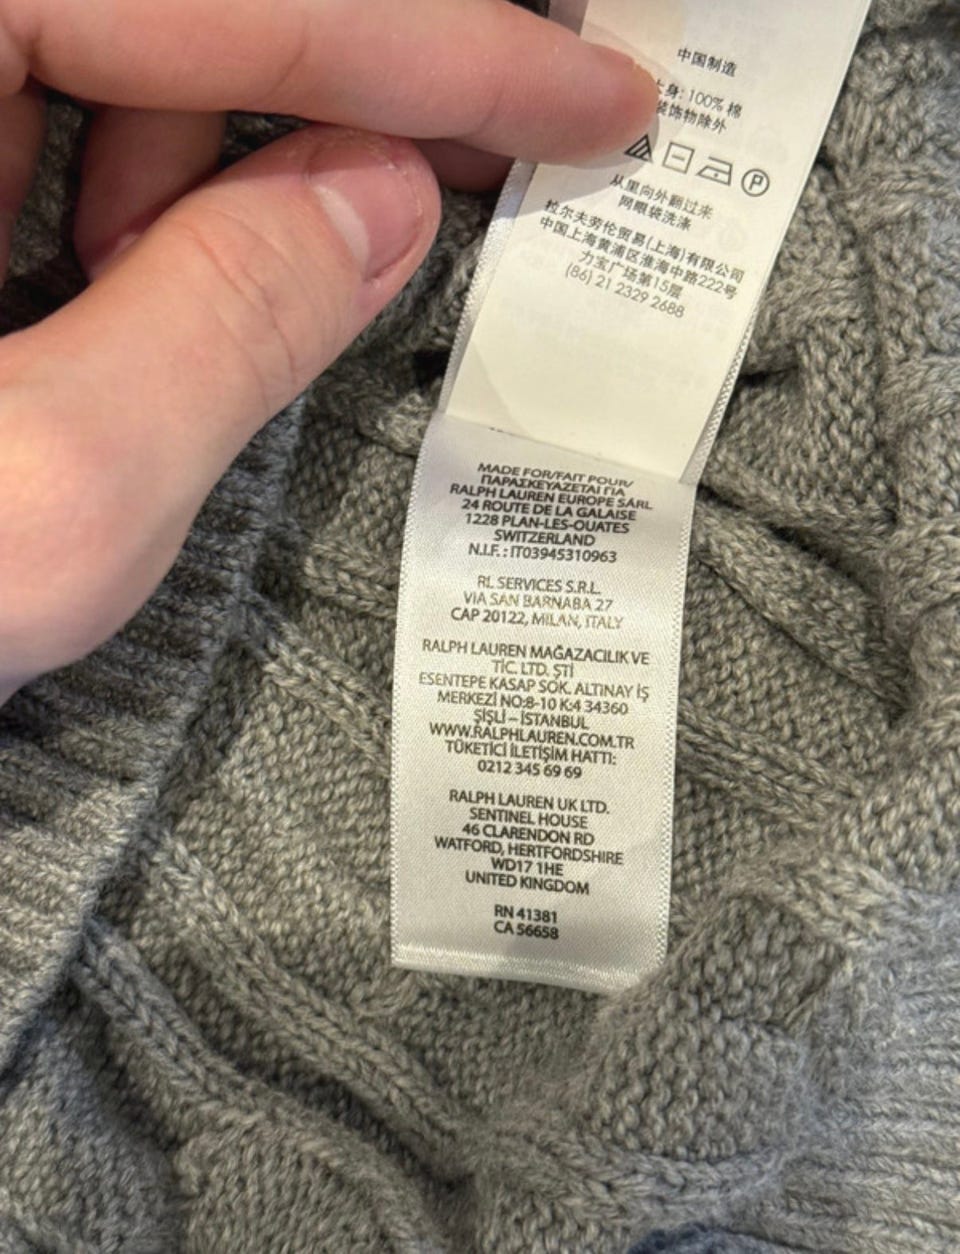 中国制造
身: 100% 棉
装饰物除外
P
从里向外翻过来
网眼袋洗涤
拉尔夫劳伦贸易(上海)有限公司
中国上海黄浦区淮海中路222号
力宝广场第15层
(86) 21 2329 2688
MADE FOR/FAIT POUR/
ΠΑΡΑΣΚΕΥΑΖΕΤΑΙ ΓΙΑ
RALPH LAUREN EUROPE SÀRL
24 ROUTE DE LA GALAISE
1228 PLAN-LES-OUATES
SWITZERLAND
N.I.F. : IT03945310963
RL SERVICES S.R.L.
VIA SAN BARNABA 27
CAP 20122, MILAN, ITALY
RALPH LAUREN MAĞAZACILIK VE
TİC. LTD. ŞTİ
ESENTEPE KASAP SOK. ALTINAY İŞ
MERKEZİ NO:8-10 K:4 34360
ŞİŞLİ – İSTANBUL
WWW.RALPHLAUREN.COM.TR
TÜKETİCİ İLETİŞİM HATTI:
0212 345 69 69
RALPH LAUREN UK LTD.
SENTINEL HOUSE
46 CLARENDON RD
WATFORD, HERTFORDSHIRE
WD17 1HE
UNITED KINGDOM
RN 41381
CA 56658